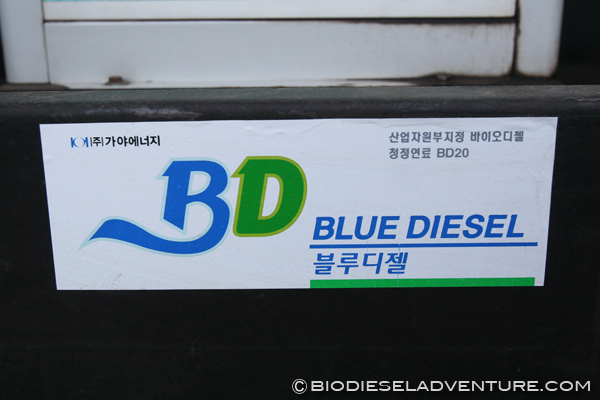 (주)가야에너지
산업자원부지정 바이오디젤
청정연료 BD20
BD
BLUE DIESEL
블루디젤
© BIODIESELADVENTURE.COM